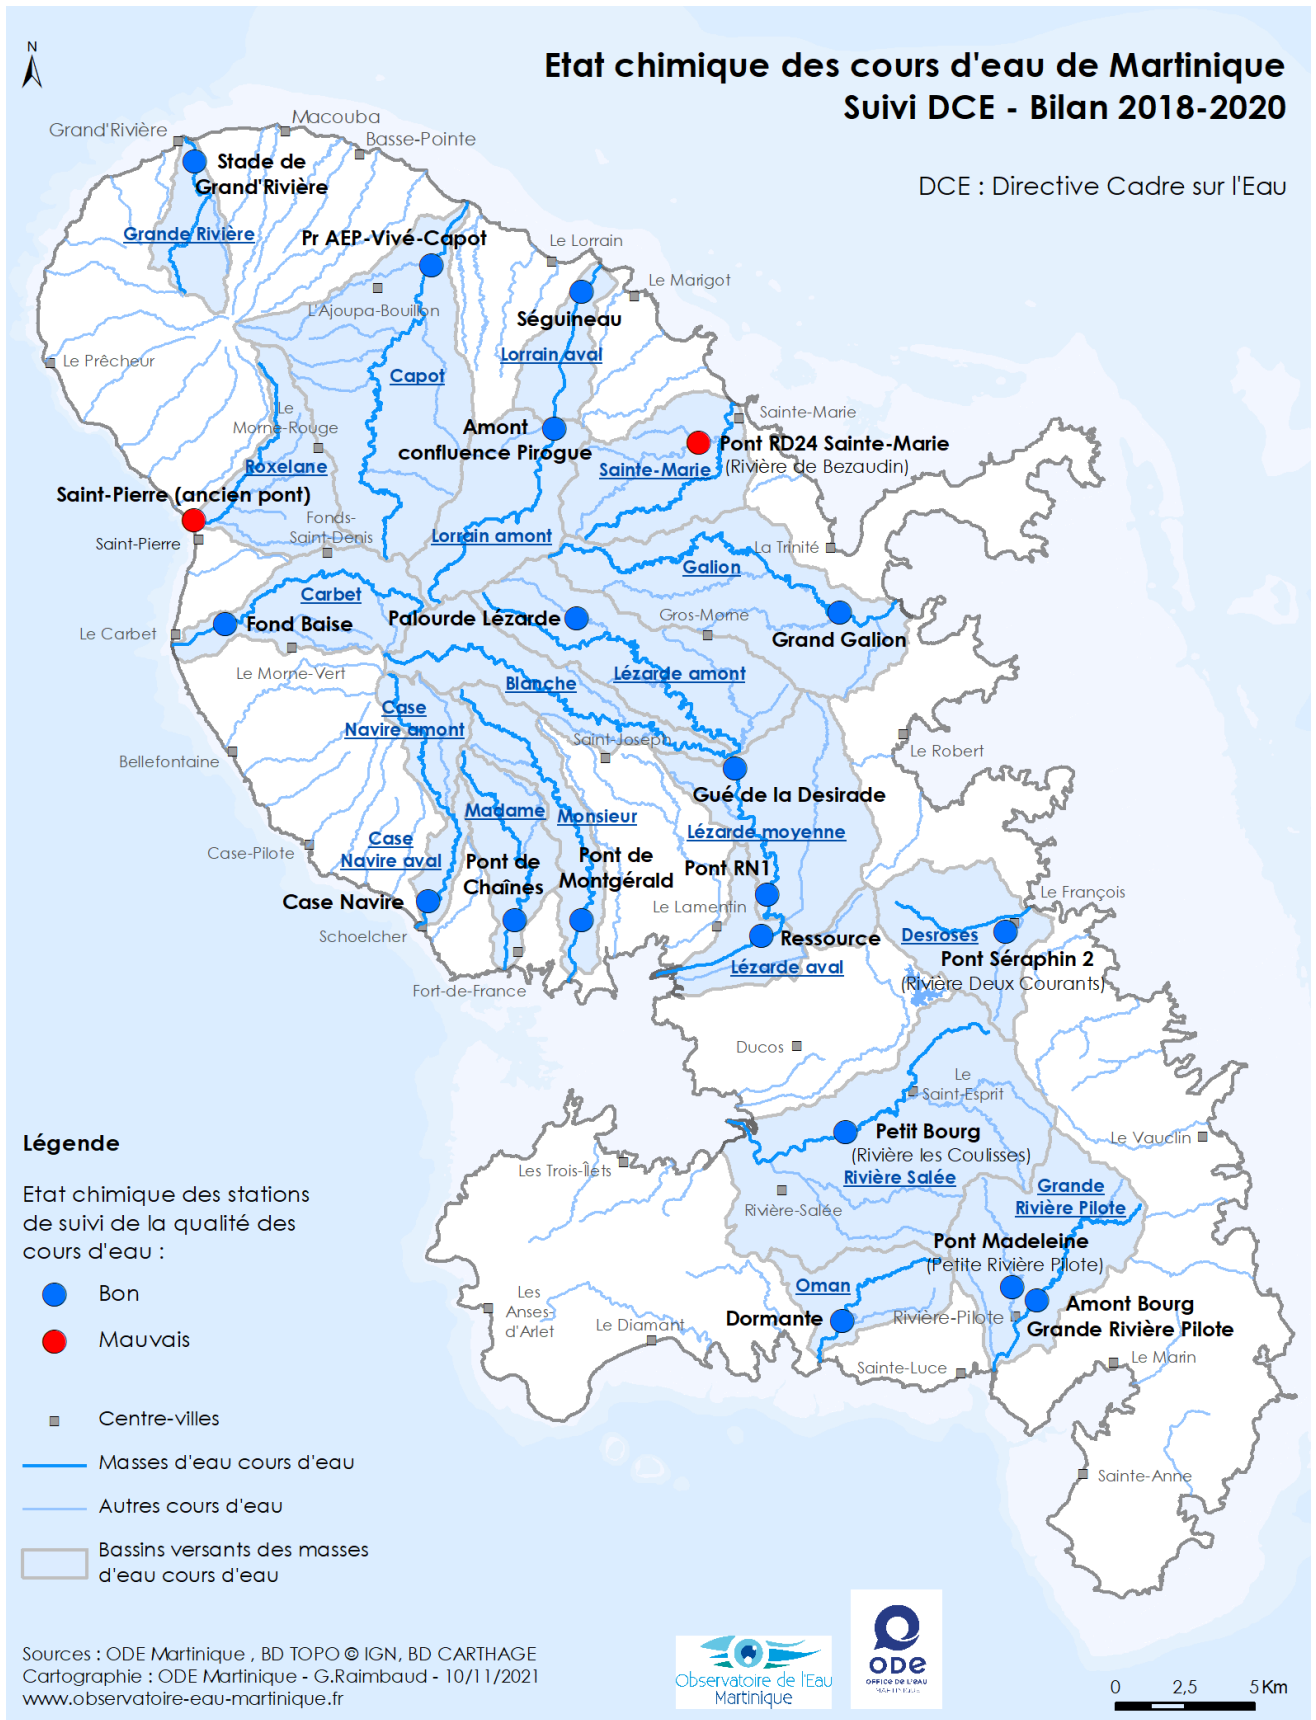 N
Etat chimique des cours d'eau de Martinique
Suivi DCE - Bilan 2018-2020
DCE : Directive Cadre sur l'Eau
Grand'Rivière
Macouba
Basse-Pointe
Stade de
Grand'Rivière
Grande Rivière
Pr AEP-Vivé-Capot
Le Lorrain
Le Marigot
L'Ajoupa-Bouillon
Séguineau
Lorrain aval
Le Prêcheur
Capot
Le
Morne-Rouge
Sainte-Marie
Amont
confluence Pirogue
Pont RD24 Sainte-Marie
(Rivière de Bezaudin)
Sainte-Marie
Roxelane
Saint-Pierre (ancien pont)
Fonds-
Saint-Denis
Saint-Pierre
Lorrain amont
La Trinité
Galion
Carbet
Fond Baise
Palourde Lézarde
Gros-Morne
Grand Galion
Le Carbet
Le Morne-Vert
Lézarde amont
Blanche
Case
Navire amont
Saint-Joseph
Le Robert
Bellefontaine
Gué de la Desirade
Madame
Monsieur
Lézarde moyenne
Case-Pilote
Case
Navire aval
Pont de
Chaînes
Pont de
Montgérald
Pont RN1
Le François
Case Navire
Le Lamentin
Schoelcher
Ressource
Desroses
Pont Séraphin 2
(Rivière Deux Courants)
Lézarde aval
Fort-de-France
Ducos
Le
Saint-Esprit
Petit Bourg
(Rivière les Coulisses)
Le Vauclin
Les Trois-Îlets
Rivière Salée
Grande
Rivière Pilote
Rivière-Salée
Pont Madeleine
(Petite Rivière Pilote)
Oman
Les
Anses-
d'Arlet
Le Diamant
Dormante
Rivière-Pilote
Amont Bourg
Grande Rivière Pilote
Sainte-Luce
Le Marin
Sainte-Anne
Légende
Etat chimique des stations
de suivi de la qualité des
cours d'eau :
Bon
Mauvais
Centre-villes
Masses d'eau cours d'eau
Autres cours d'eau
Bassins versants des masses
d'eau cours d'eau
Sources : ODE Martinique , BD TOPO © IGN, BD CARTHAGE
Cartographie : ODE Martinique - G.Raimbaud - 10/11/2021
www.observatoire-eau-martinique.fr
Observatoire de l'Eau
Martinique
ODE
OFFICE DE L'EAU
MARTINIQUE
0 2,5 5 Km